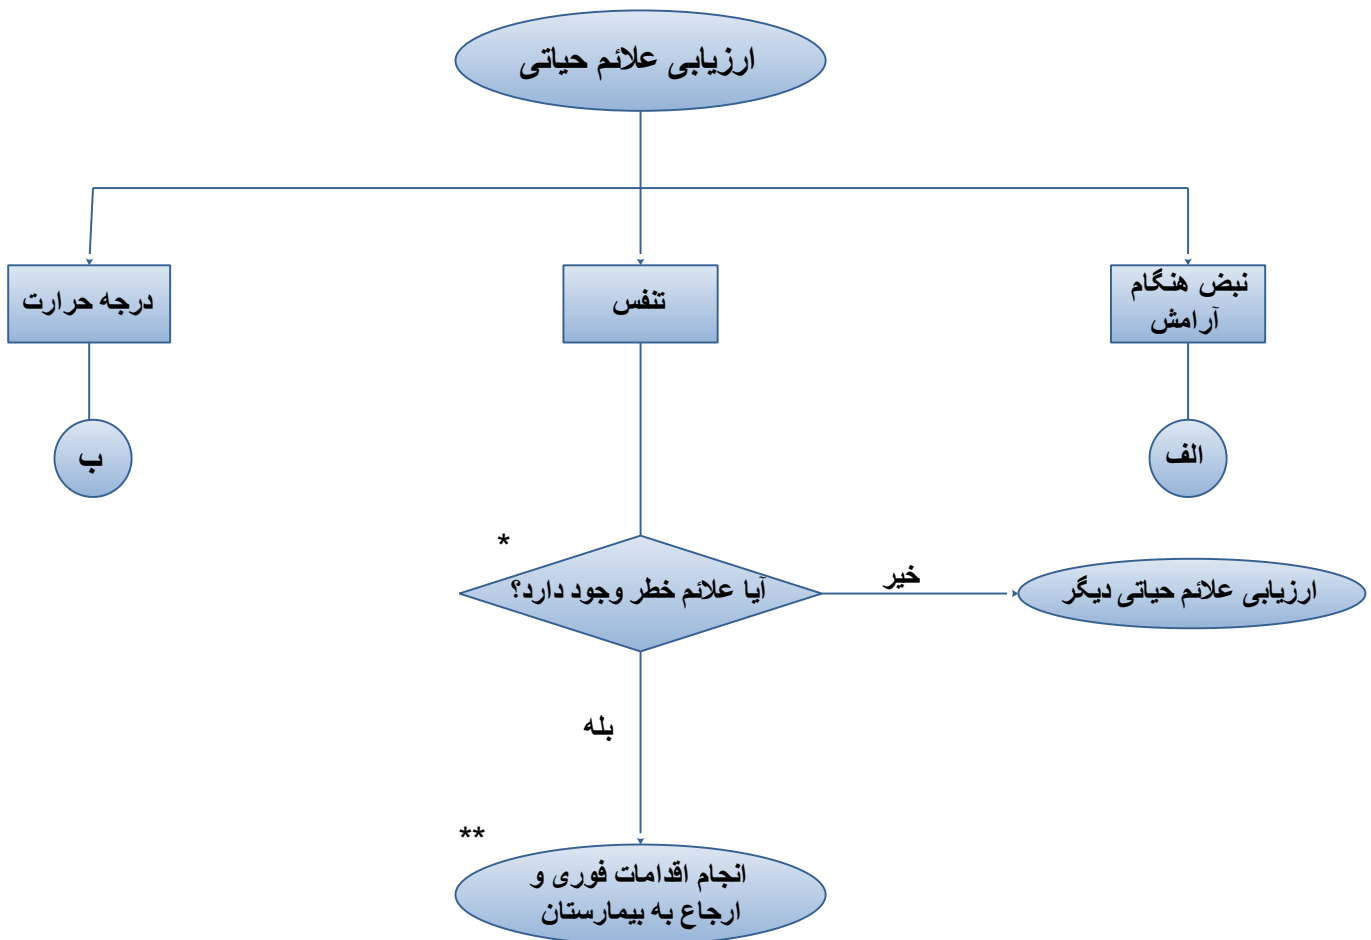 ارزیابی علائم حیاتی
نبض هنگام
آرامش
تنفس
درجه حرارت
الف
ب
*
آیا علائم خطر وجود دارد؟
خیر
ارزیابی علائم حیاتی دیگر
بله
**
انجام اقدامات فوری و
ارجاع به بیمارستان